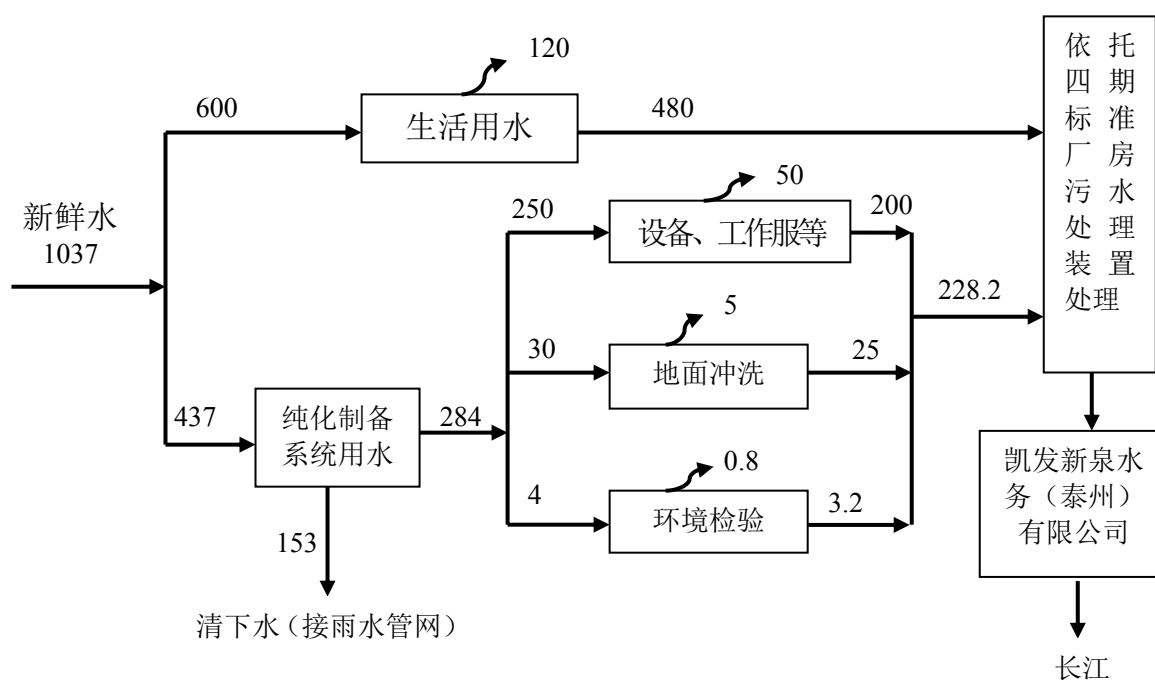 120
600
生活用水
480
新鲜水
1037
50
250
设备、工作服等
200
5
30
地面冲洗
25
228.2
437
纯化制备
系统用水
284
0.8
4
环境检验
3.2
153
清下水（接雨水管网）
依托
四期
标准
厂房
污水
处理
装置
处理
凯发新泉水
务（泰州）
有限公司
长江